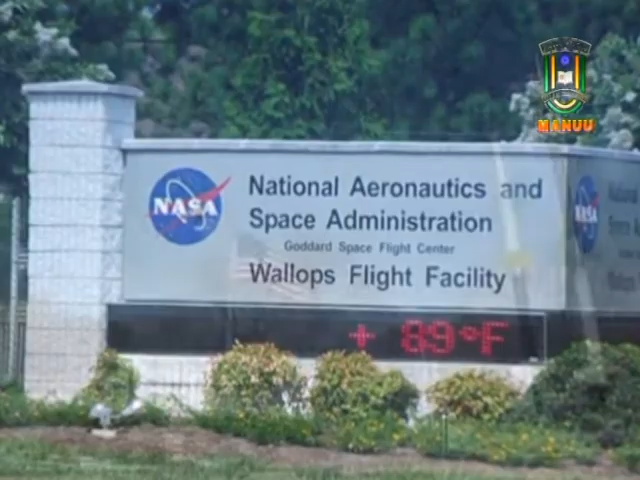 MANUU
NASA
National Aeronautics and
Space Administration
Goddard Space Flight Center
Wallops Flight Facility
+ 89°F
NASA